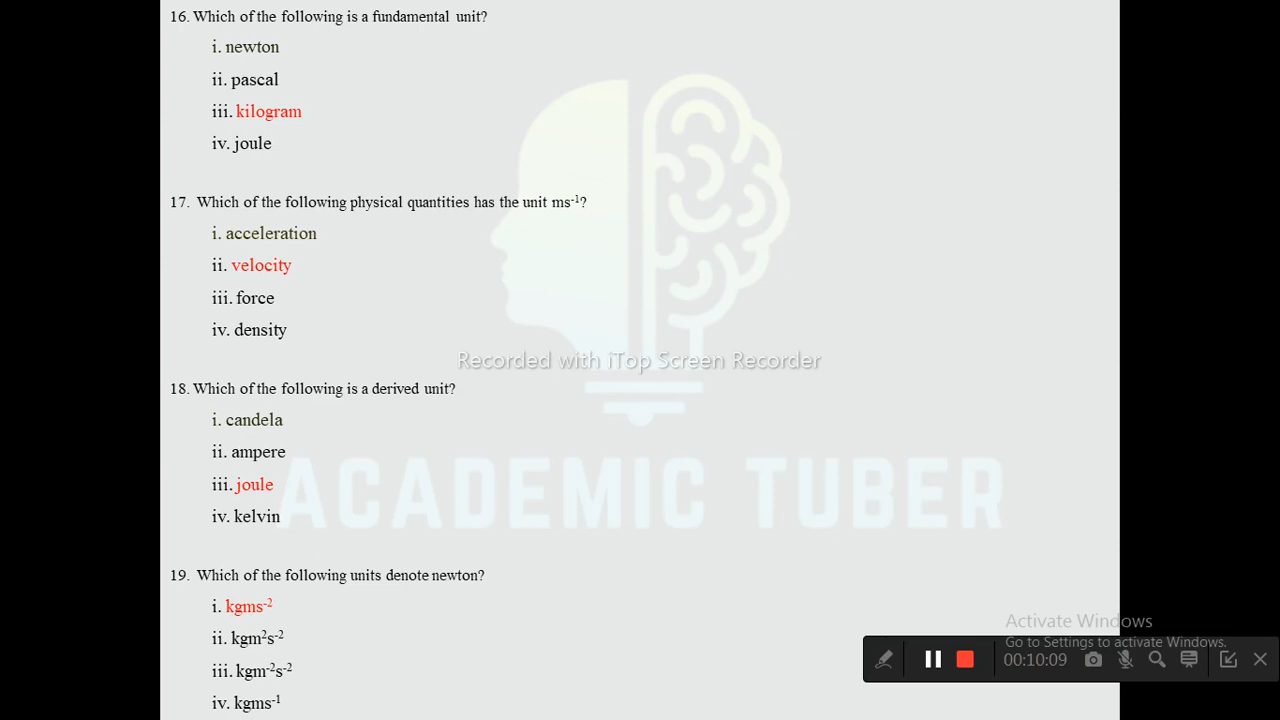 16. Which of the following is a fundamental unit?
i. newton
ii. pascal
iii. kilogram
iv. joule
17. Which of the following physical quantities has the unit ms⁻¹?
i. acceleration
ii. velocity
iii. force
iv. density
Recorded with iTop Screen Recorder
18. Which of the following is a derived unit?
i. candela
ii. ampere
iii. joule
iv. kelvin
ACADEMIC TUBER
19. Which of the following units denote newton?
i. kgms⁻²
ii. kgm²s⁻²
iii. kgm⁻²s⁻²
iv. kgms⁻¹
Activate Windows
Go to Settings to activate Windows.
00:10:09